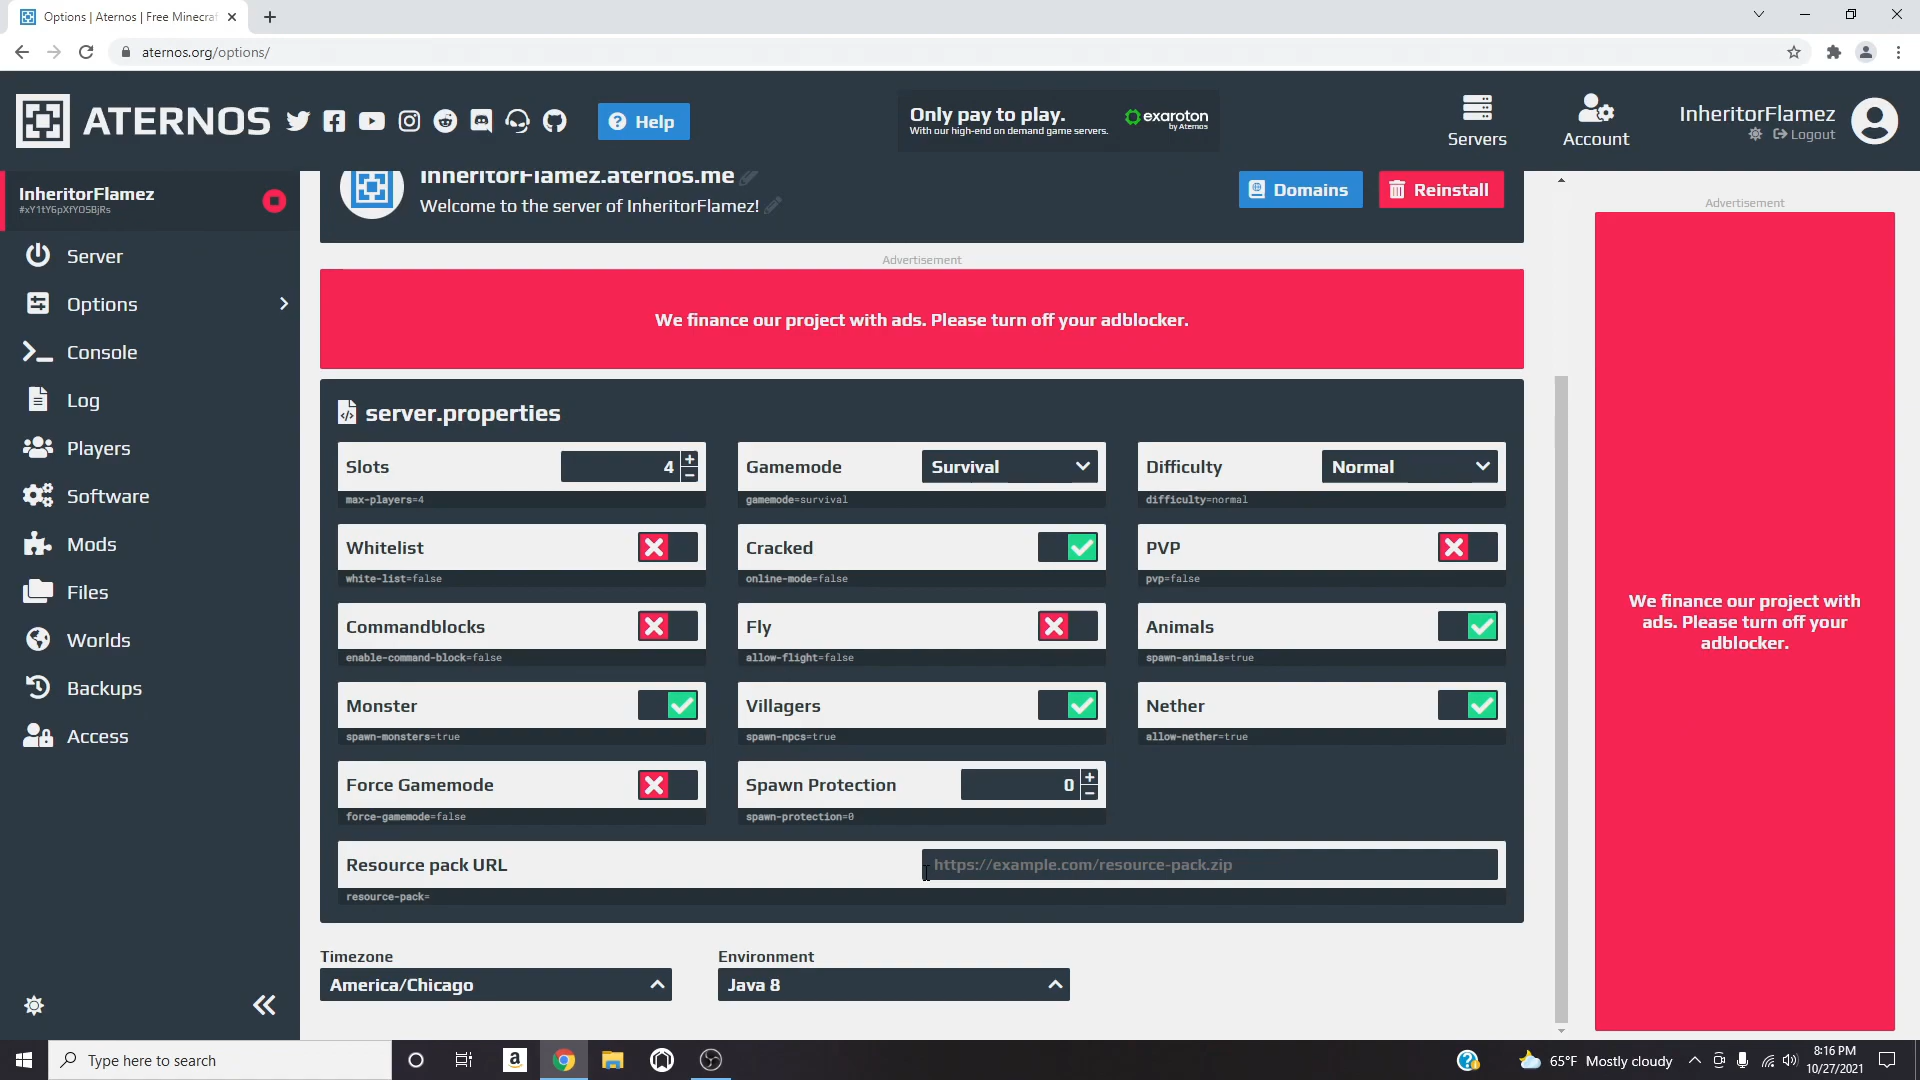 Options | Aternos | Free Minecra
aternos.org/options/
ATERNOS
Help
Only pay to play.
With our high-end on demand game servers.
exaroton
by Aternos
Servers
Account
InheritorFlamez
Logout
InheritorFlamez
#xY1tY6pXfYO5BjRs
Server
Options
Console
Log
Players
Software
Mods
Files
Worlds
Backups
Access
InheritorFlamez.aternos.me
Welcome to the server of InheritorFlamez!
Domains
Reinstall
Advertisement
We finance our project with ads. Please turn off your adblocker.
server.properties
Slots
4
max-players=4
Gamemode
Survival
gamemode=survival
Difficulty
Normal
difficulty=normal
Whitelist
white-list=false
Cracked
online-mode=false
PVP
pvp=false
Commandblocks
enable-command-block=false
Fly
allow-flight=false
Animals
spawn-animals=true
Monster
spawn-monsters=true
Villagers
spawn-npcs=true
Nether
allow-nether=true
Force Gamemode
force-gamemode=false
Spawn Protection
0
spawn-protection=0
Resource pack URL
https://example.com/resource-pack.zip
resource-pack=
Timezone
America/Chicago
Environment
Java 8
Advertisement
We finance our project with
ads. Please turn off your
adblocker.
Type here to search
65°F Mostly cloudy
8:16 PM
10/27/2021